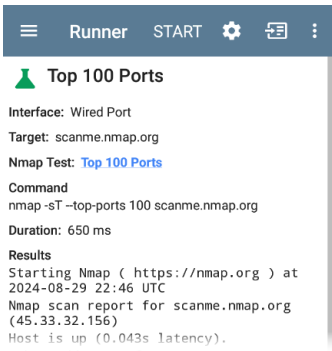 Runner START
Top 100 Ports
Interface: Wired Port
Target: scanme.nmap.org
Nmap Test: Top 100 Ports
Command
nmap -sT --top-ports 100 scanme.nmap.org
Duration: 650 ms
Results
Starting Nmap ( https://nmap.org ) at
2024-08-29 22:46 UTC
Nmap scan report for scanme.nmap.org
(45.33.32.156)
Host is up (0.043s latency).